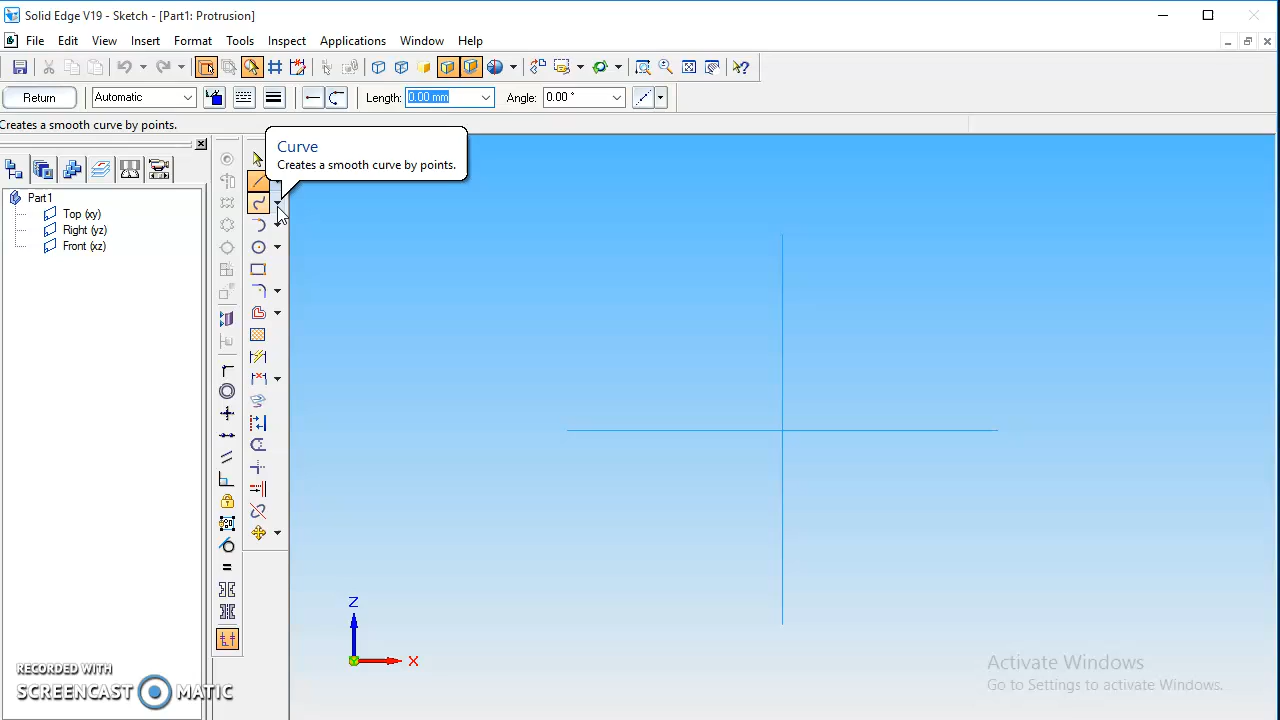 Solid Edge V19 - Sketch - [Part1: Protrusion]
File Edit View Insert Format Tools Inspect Applications Window Help
Return Automatic Length: 0.00 mm Angle: 0.00 °
Creates a smooth curve by points.
Curve
Creates a smooth curve by points.
Part1
Top (xy)
Right (yz)
Front (xz)
Z
X
RECORDED WITH
SCREENCAST MATIC
Activate Windows
Go to Settings to activate Windows.